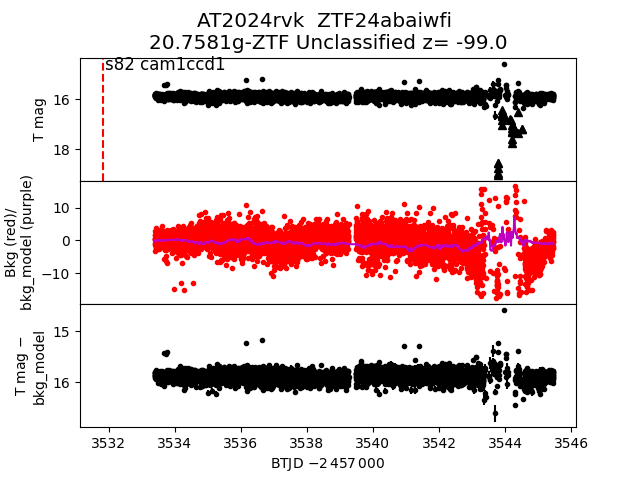 AT2024rvk  ZTF24abaiwfi
20.7581g-ZTF Unclassified z= -99.0
s82 cam1ccd1
T mag
16
18
Bkg (red)/
bkg_model (purple)
10
0
−10
T mag −
bkg_model
15
16
3532 3534 3536 3538 3540 3542 3544 3546
BTJD −2 457 000